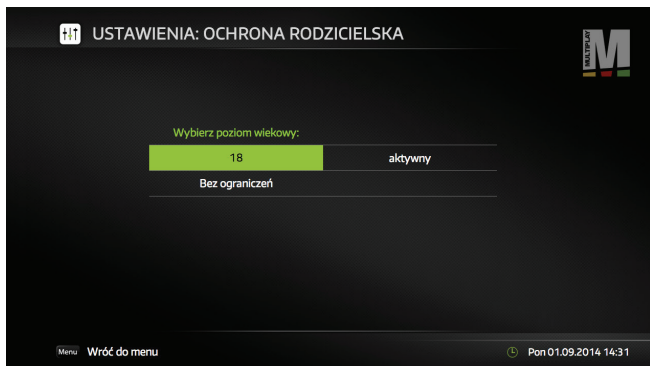 USTAWIENIA: OCHRONA RODZICIELSKA
MULTIPLAY
M
Wybierz poziom wiekowy:
18 aktywny
Bez ograniczeń
Menu Wróć do menu
Pon 01.09.2014 14:31